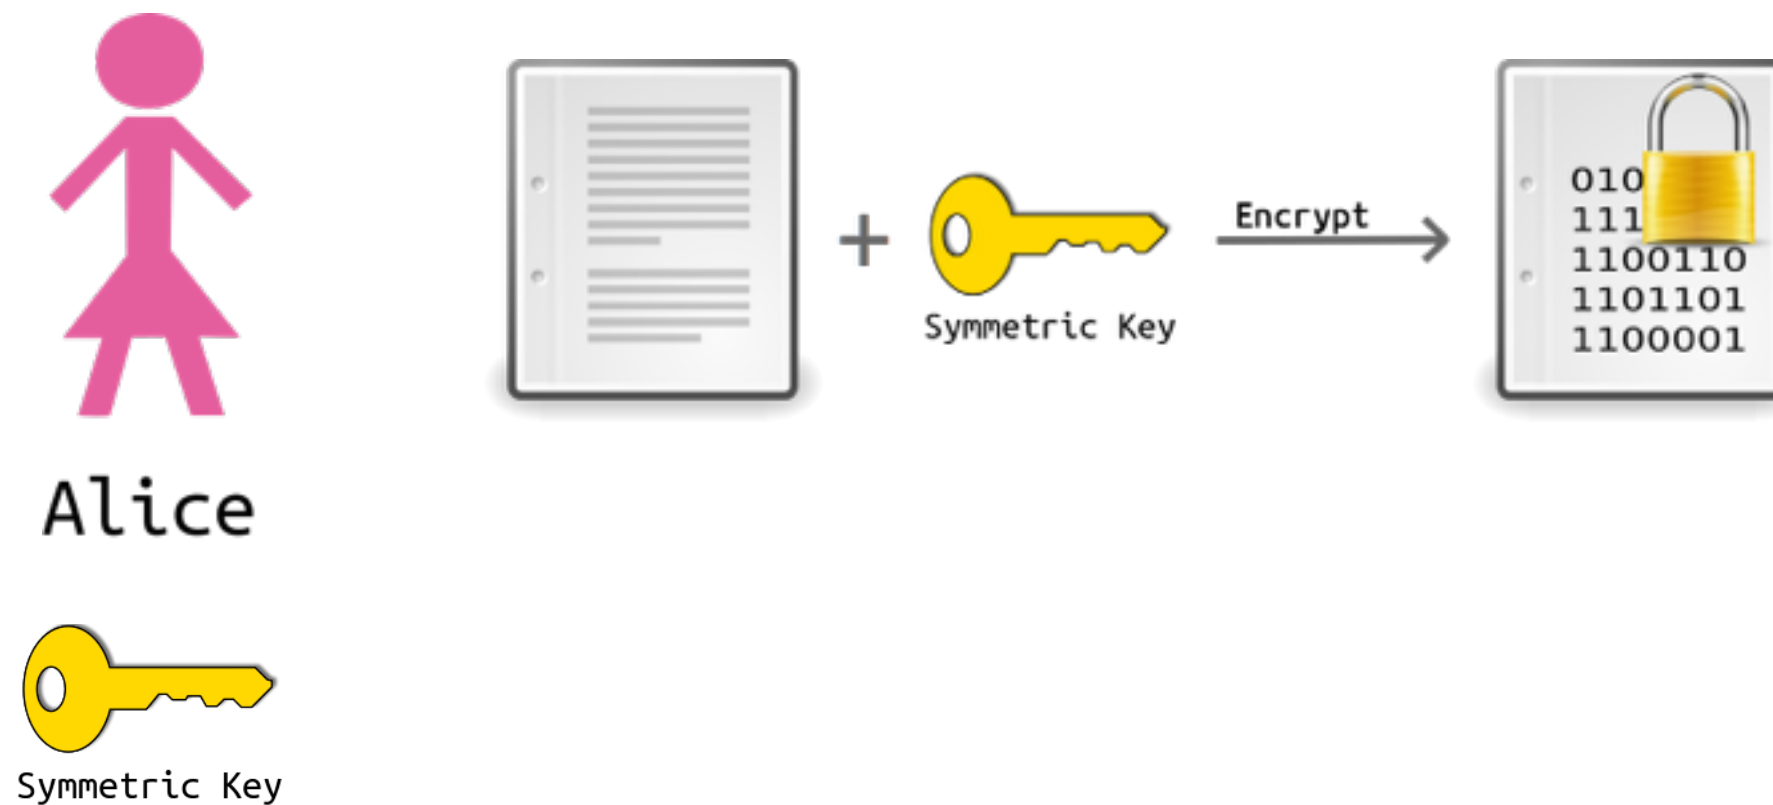 Alice
Symmetric Key
Symmetric Key
Encrypt
010
111
1100110
1101101
1100001